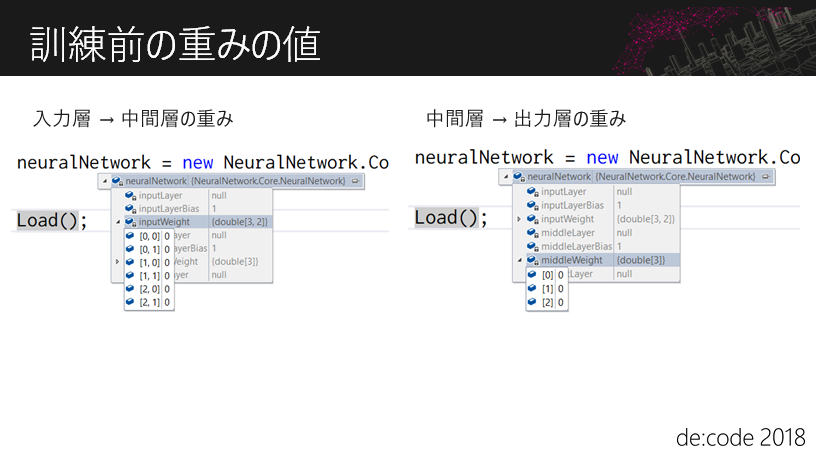 訓練前の重みの値
入力層 → 中間層の重み
neuralNetwork = new NeuralNetwork.Co
neuralNetwork {NeuralNetwork.Core.NeuralNetwork}
inputLayer null
inputLayerBias 1
Load();
inputWeight {double[3, 2]}
[0, 0] 0 ayer null
[0, 1] 0 ayerBias 1
[1, 0] 0 Weight {double[3]}
[1, 1] 0 yer null
[2, 0] 0
[2, 1] 0
中間層 → 出力層の重み
neuralNetwork = new NeuralNetwork.Co
neuralNetwork {NeuralNetwork.Core.NeuralNetwork}
inputLayer null
inputLayerBias 1
Load();
inputWeight {double[3, 2]}
middleLayer null
middleLayerBias 1
middleWeight {double[3]}
[0] 0 tLayer null
[1] 0
[2] 0
de:code 2018